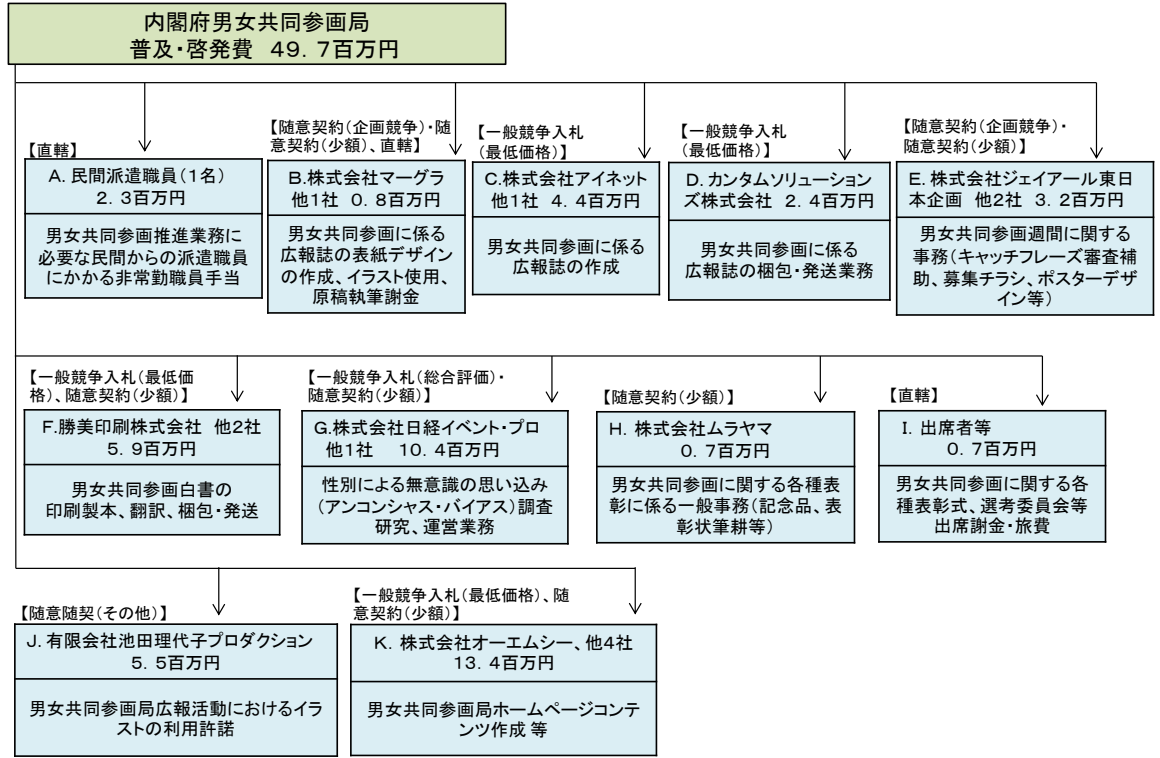 内閣府男女共同参画局
普及・啓発費 49.7百万円
【直轄】
A.民間派遣職員(1名)
2.3百万円
男女共同参画推進業務に
必要な民間からの派遣職員
にかかる非常勤職員手当
【随意契約(企画競争)・随
意契約(少額)、直轄】
B.株式会社マーグラ
他1社 0.8百万円
男女共同参画に係る
広報誌の表紙デザイン
の作成、イラスト使用、
原稿執筆謝金
【一般競争入札
(最低価格)】
C.株式会社アイネット
他1社 4.4百万円
男女共同参画に係る
広報誌の作成
【一般競争入札
(最低価格)】
D.カンタムソリューション
ズ株式会社 2.4百万円
男女共同参画に係る
広報誌の梱包・発送業務
【随意契約(企画競争)・
随意契約(少額)】
E.株式会社ジェイアール東日
本企画 他2社 3.2百万円
男女共同参画週間に関する
事務(キャッチフレーズ審査補
助、募集チラシ、ポスターデザ
イン等)
【一般競争入札(最低価
格)、随意契約(少額)】
F.勝美印刷株式会社 他2社
5.9百万円
男女共同参画白書の
印刷製本、翻訳、梱包・発送
【一般競争入札(総合評価)・
随意契約(少額)】
G.株式会社日経イベント・プロ
他1社 10.4百万円
性別による無意識の思い込み
(アンコンシャス・バイアス)調査
研究、運営業務
【随意契約(少額)】
H.株式会社ムラヤマ
0.7百万円
男女共同参画に関する各種表
彰に係る一般事務(記念品、表
彰状筆耕等)
【直轄】
I.出席者等
0.7百万円
男女共同参画に関する各
種表彰式、選考委員会等
出席謝金・旅費
【随意随契(その他)】
J.有限会社池田理代子プロダクション
5.5百万円
男女共同参画局広報活動におけるイラ
ストの利用許諾
【一般競争入札(最低価格)、随
意契約(少額)】
K.株式会社オーエムシー、他4社
13.4百万円
男女共同参画局ホームページコンテ
ンツ作成 等